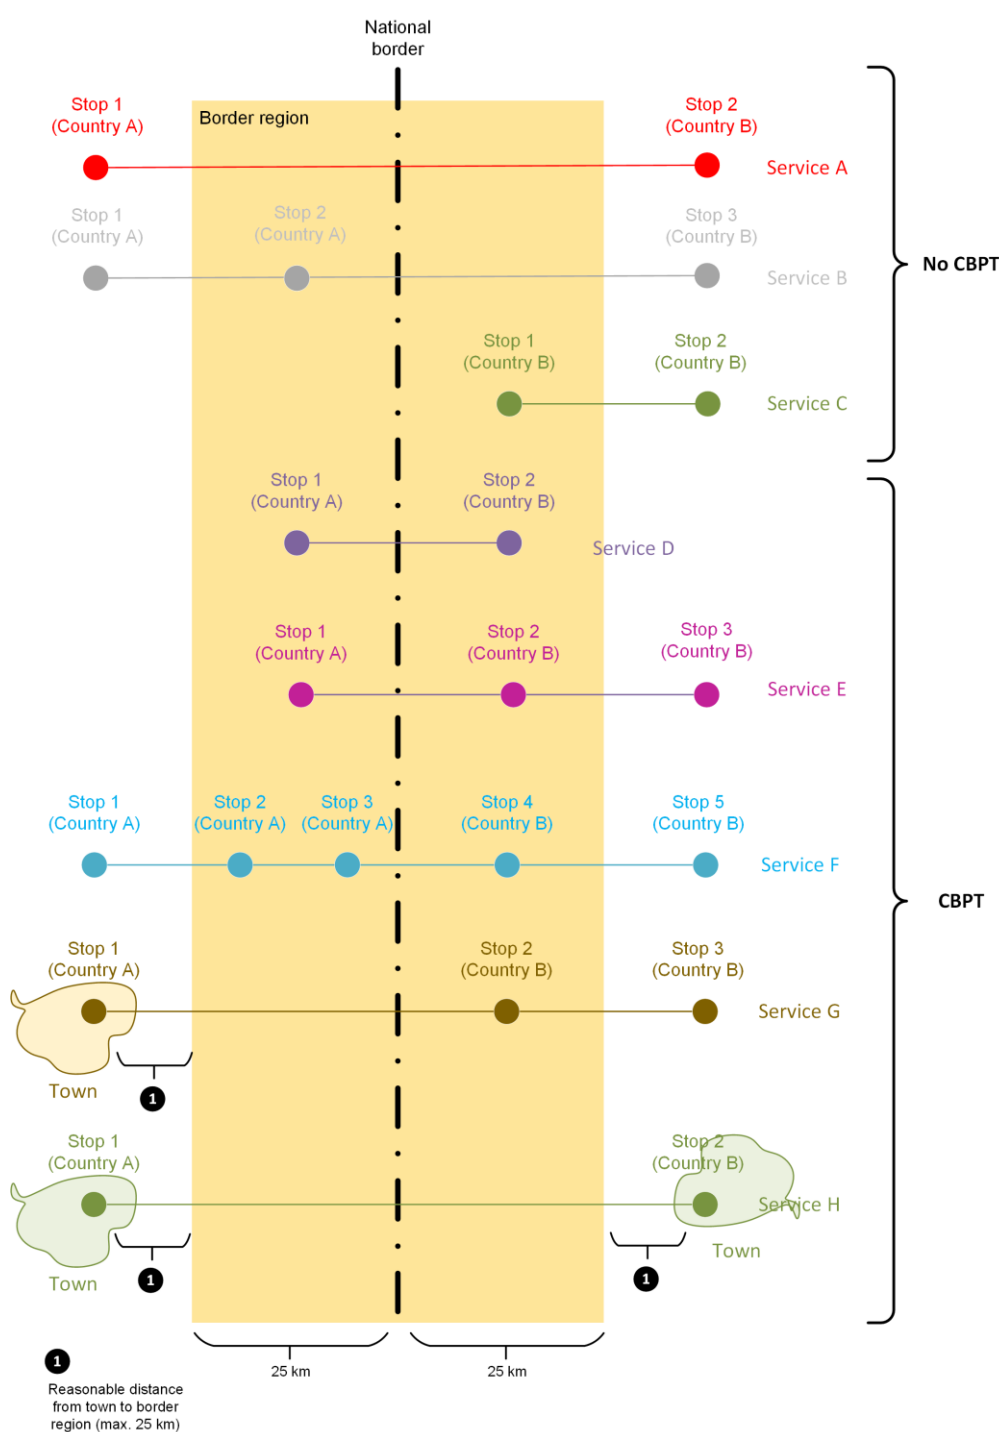 National
border
Border region
Stop 1
(Country A)
Stop 2
(Country B)
Service A
Stop 1
(Country A)
Stop 2
(Country A)
Stop 3
(Country B)
Service B
No CBPT
Stop 1
(Country B)
Stop 2
(Country B)
Service C
Stop 1
(Country A)
Stop 2
(Country B)
Service D
Stop 1
(Country A)
Stop 2
(Country B)
Stop 3
(Country B)
Service E
Stop 1
(Country A)
Stop 2
(Country A)
Stop 3
(Country A)
Stop 4
(Country B)
Stop 5
(Country B)
Service F
CBPT
Stop 1
(Country A)
Stop 2
(Country B)
Stop 3
(Country B)
Service G
Town
1
Stop 1
(Country A)
Stop 2
(Country B)
Service H
Town
1
1
Town
25 km
25 km
1
Reasonable distance
from town to border
region (max. 25 km)